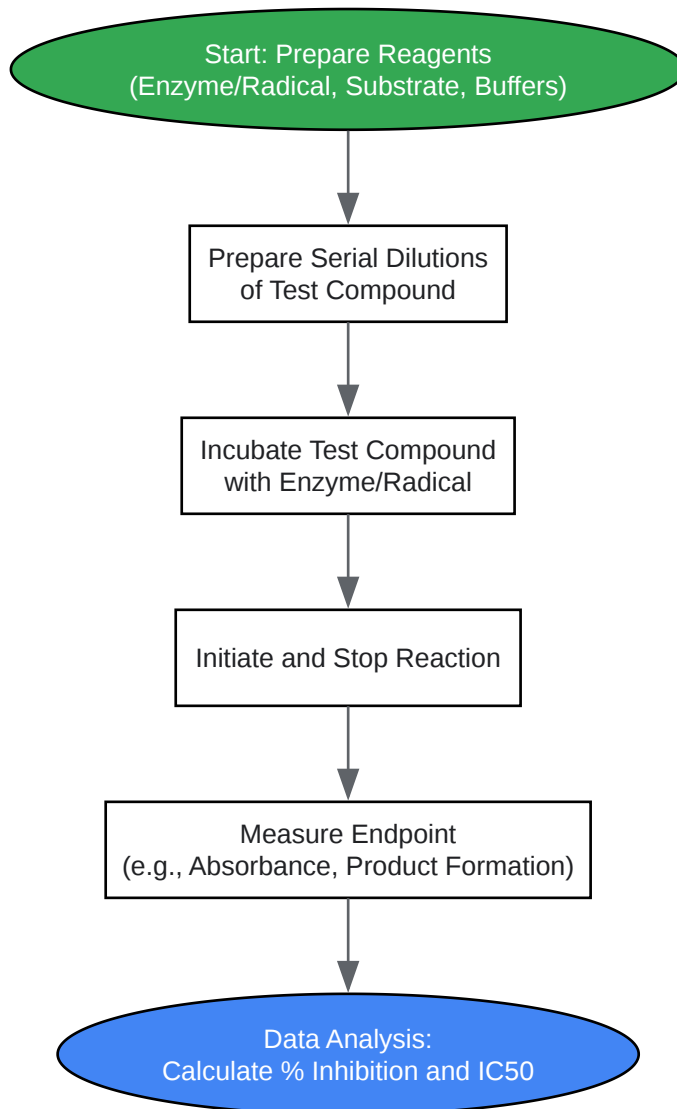 Start: Prepare Reagents
(Enzyme/Radical, Substrate, Buffers)
Prepare Serial Dilutions
of Test Compound
Incubate Test Compound
with Enzyme/Radical
Initiate and Stop Reaction
Measure Endpoint
(e.g., Absorbance, Product Formation)
Data Analysis:
Calculate % Inhibition and IC50